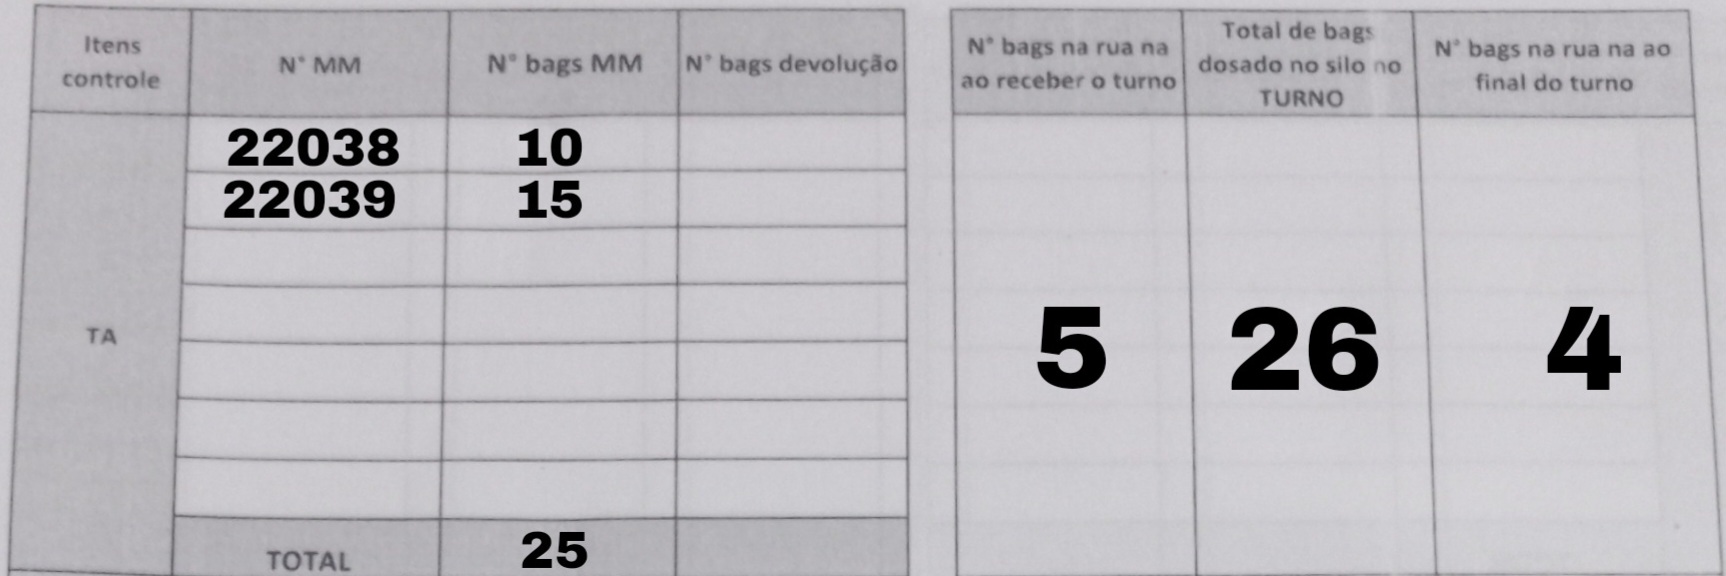 Itens controle
N° MM
N° bags MM
N° bags devolução
N° bags na rua na ao receber o turno
Total de bags dosado no silo no TURNO
N° bags na rua na ao final do turno
22038 10
22039 15
TA
5 26 4
TOTAL 25